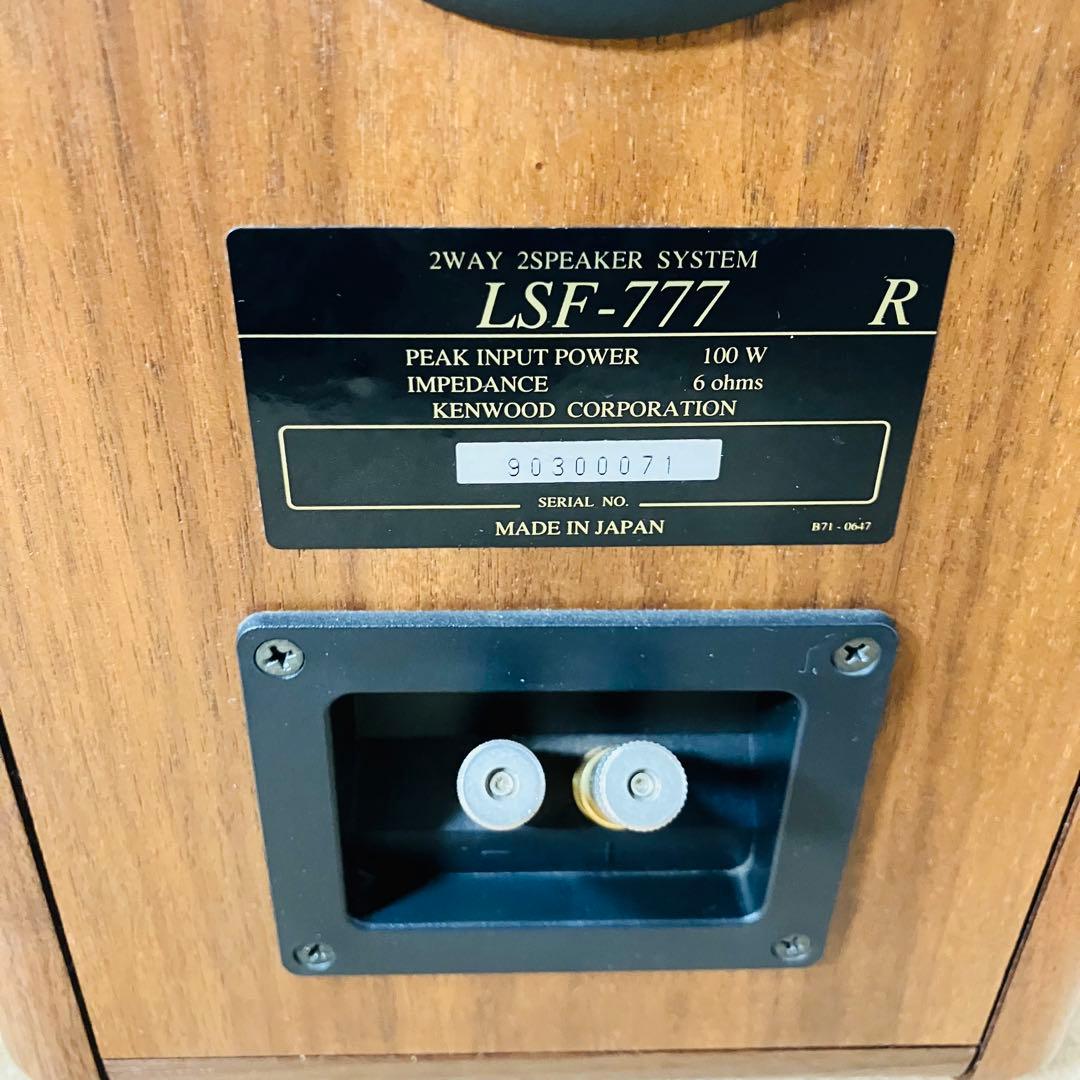 2WAY 2SPEAKER SYSTEM
LSF-777 R
PEAK INPUT POWER 100 W
IMPEDANCE 6 ohms
KENWOOD CORPORATION
90300071
SERIAL NO.
MADE IN JAPAN B71-0647